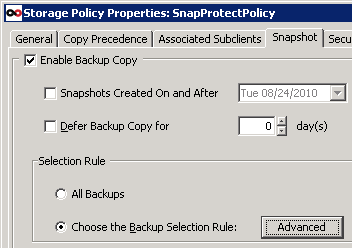 Storage Policy Properties: SnapProtectPolicy
General Copy Precedence Associated Subclients Snapshot
Enable Backup Copy
Snapshots Created On and After Tue 08/24/2010
Defer Backup Copy for 0 day(s)
Selection Rule
All Backups
Choose the Backup Selection Rule: Advanced